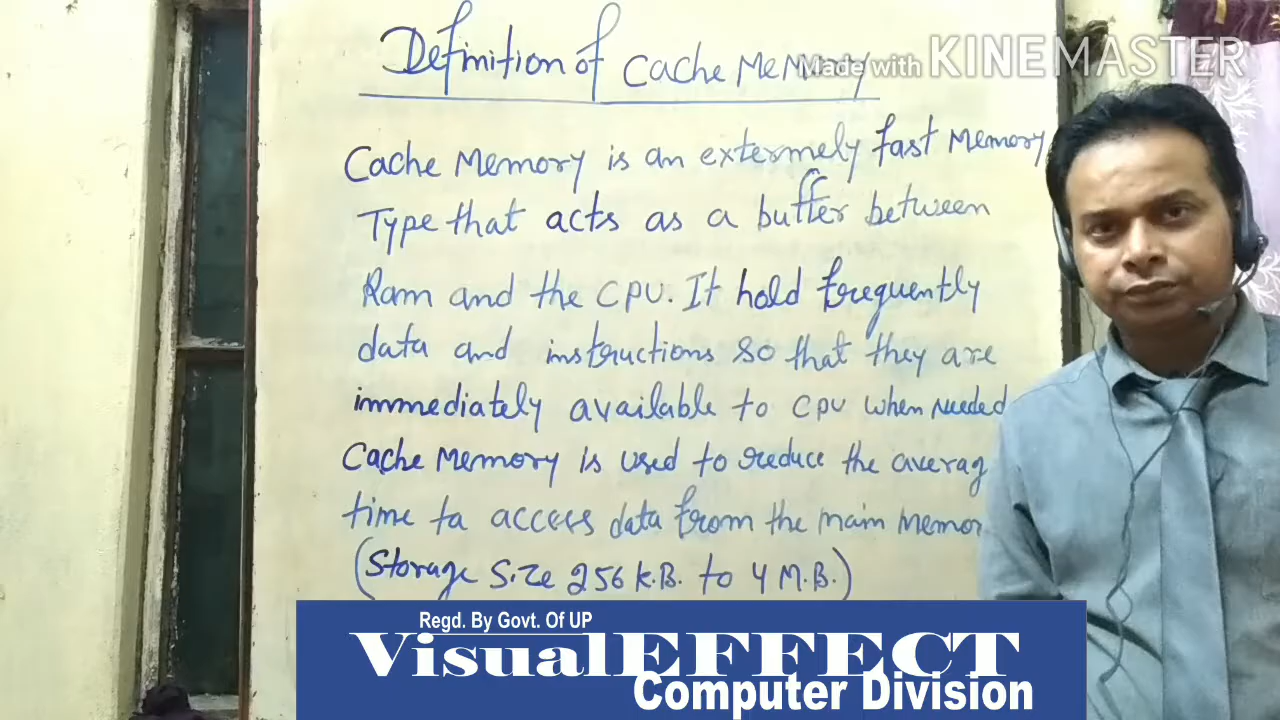 Definition of Cache Memory
Made with KINEMASTER
Cache Memory is an extermely fast Memory
Type that acts as a buffer between
Ram and the CPU. It hold frequently
data and instructions so that they are
immediately available to CPU when needed
Cache Memory is used to reduce the averag
time ta access data from the main memor
(Storage Size 256 K.B. to 4 M.B.)
Regd. By Govt. Of UP
Visual EFFECT
Computer Division